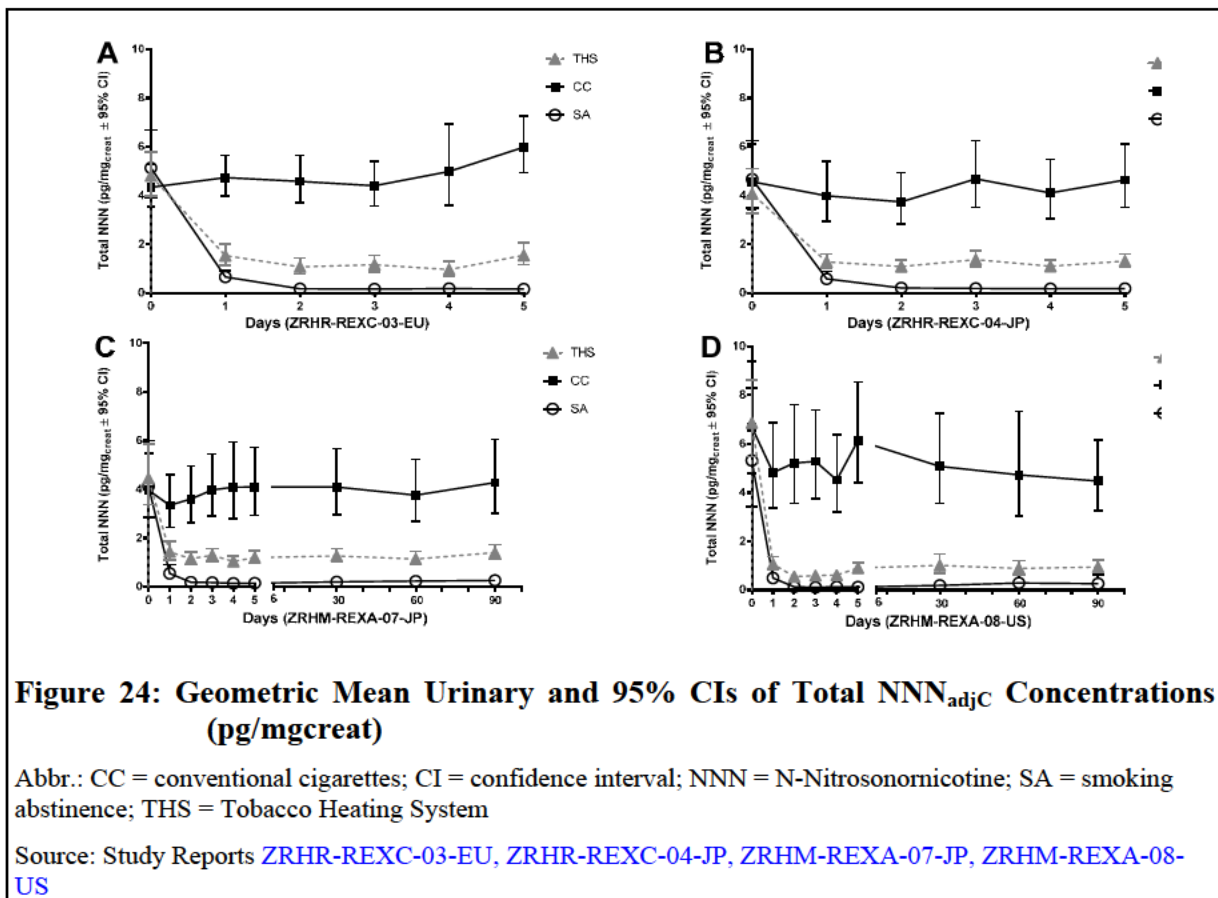 A
10
8
6
4
2
0
Total NNN (pg/mgcreat ± 95% CI)
THS
CC
SA
0 1 2 3 4 5
Days (ZRHR-REXC-03-EU)
B
10
8
6
4
2
0
Total NNN (pg/mgcreat ± 95% CI)
0 1 2 3 4 5
Days (ZRHR-REXC-04-JP)
C
10
8
6
4
2
0
Total NNN (pg/mgcreat ± 95% CI)
THS
CC
SA
0 1 2 3 4 5 6 30 60 90
Days (ZRHM-REXA-07-JP)
D
10
8
6
4
2
0
Total NNN (pg/mgcreat ± 95% CI)
0 1 2 3 4 5 6 30 60 90
Days (ZRHM-REXA-08-US)
Figure 24: Geometric Mean Urinary and 95% CIs of Total NNNadjC Concentrations
(pg/mgcreat)
Abbr.: CC = conventional cigarettes; CI = confidence interval; NNN = N-Nitrosonornicotine; SA = smoking
abstinence; THS = Tobacco Heating System
Source: Study Reports ZRHR-REXC-03-EU, ZRHR-REXC-04-JP, ZRHM-REXA-07-JP, ZRHM-REXA-08-
US